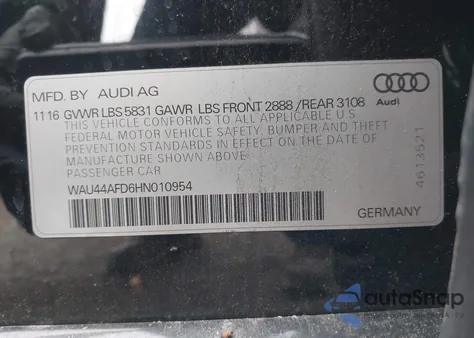 MFD. BY AUDI AG
11 16 GVWR LBS 5831 GAWR LBS FRONT 2888 /REAR 3108
Audi
THIS VEHICLE CONFORMS TO ALL APPLICABLE U.S.
FEDERAL MOTOR VEHICLE SAFETY, BUMPER AND THEFT
PREVENTION STANDARDS IN EFFECT ON THE DATE OF
MANUFACTURE SHOWN ABOVE.
PASSENGER CAR
WAU44AFD6HN010954
4613521
GERMANY
autoSnap